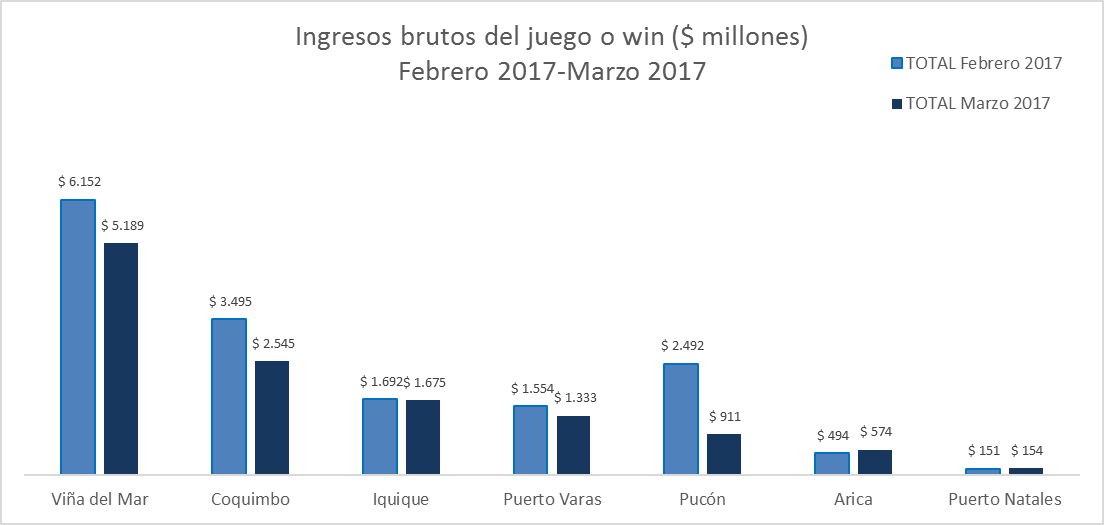 Ingresos brutos del juego o win ($ millones)
Febrero 2017-Marzo 2017
TOTAL Febrero 2017
TOTAL Marzo 2017
$ 6.152
$ 5.189
$ 3.495
$ 2.545
$ 1.692
$ 1.675
$ 1.554
$ 1.333
$ 2.492
$ 911
$ 494
$ 574
$ 151
$ 154
Viña del Mar
Coquimbo
Iquique
Puerto Varas
Pucón
Arica
Puerto Natales